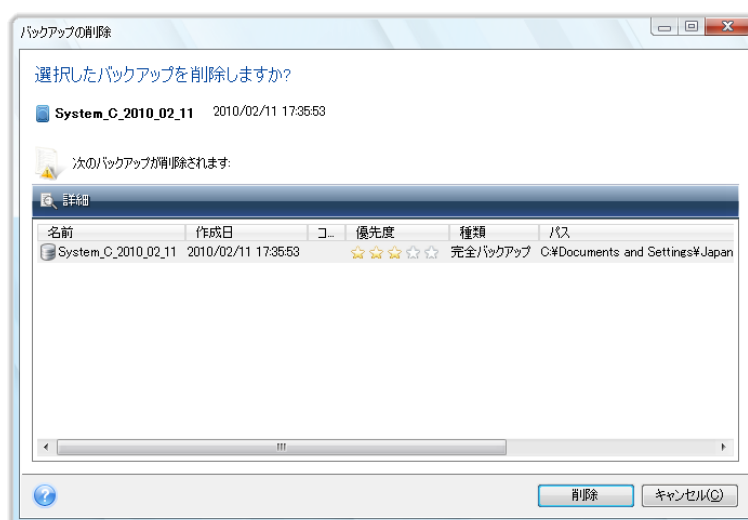 バックアップの削除
選択したバックアップを削除しますか?
System_C_2010_02_11 2010/02/11 17:35:53
次のバックアップが削除されます:
詳細
名前 作成日 コ... 優先度 種類 パス
System_C_2010_02_11 2010/02/11 17:35:53 完全バックアップ C:¥Documents and Settings¥Japan
削除 キャンセル(C)